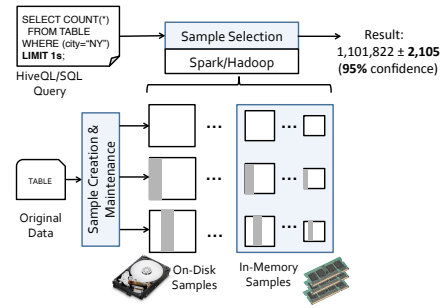 SELECT COUNT(*)
FROM TABLE
WHERE (city="NY")
LIMIT 1s;
HiveQL/SQL
Query
Sample Selection
Spark/Hadoop
Result:
1,101,822 ± 2,105
(95% confidence)
TABLE
Original
Data
Sample Creation &
Maintenance
...
...
...
...
...
...
On-Disk
Samples
In-Memory
Samples